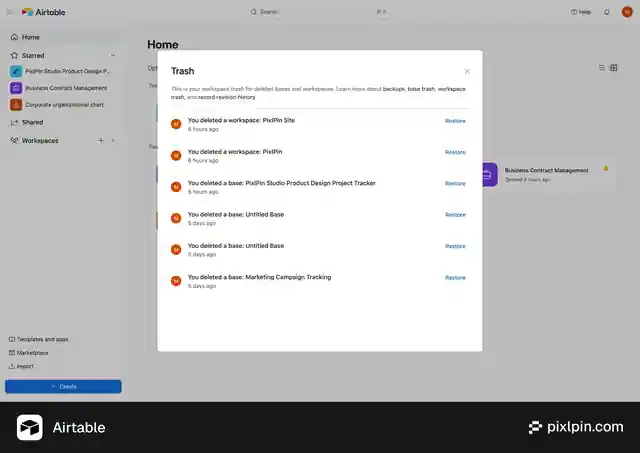 Airtable
Search...
⌘ K
Help
M
Home
Starred
PixlPin Studio Product Design P...
Business Contract Management
Corporate organizational chart
Shared
Workspaces
Templates and apps
Marketplace
Import
+ Create
Home
Business Contract Management
Opened 6 hours ago
Trash
This is your workspace trash for deleted bases and workspaces. Learn more about backups, base trash, workspace
trash, and record revision history
M
You deleted a workspace: PixlPin Site
6 hours ago
Restore
M
You deleted a workspace: PixlPin
6 hours ago
Restore
M
You deleted a base: PixlPin Studio Product Design Project Tracker
6 hours ago
Restore
M
You deleted a base: Untitled Base
5 days ago
Restore
M
You deleted a base: Untitled Base
5 days ago
Restore
M
You deleted a base: Marketing Campaign Tracking
5 days ago
Restore
Airtable
pixlpin.com